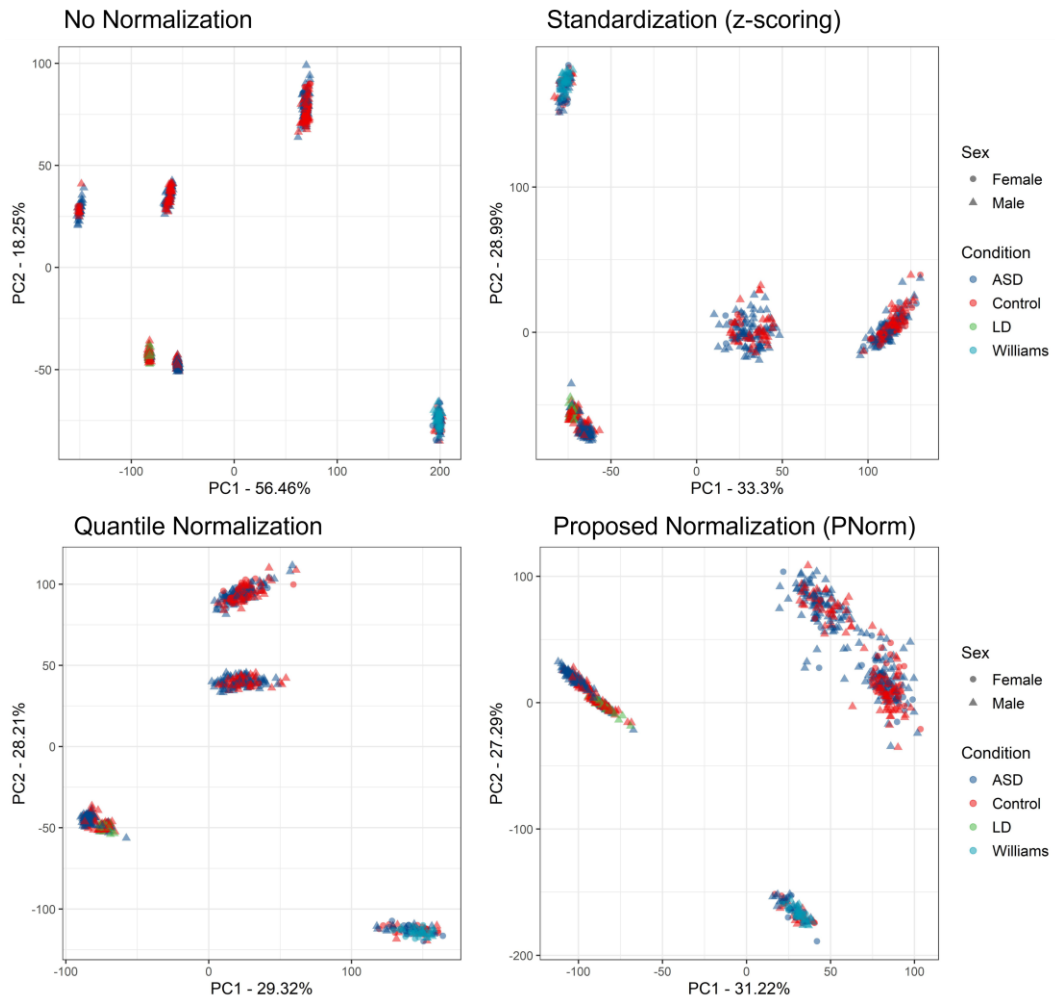 No Normalization
Standardization (z-scoring)
100
50
0
-50
PC2 - 18.25%
-100
0
100
200
PC1 - 56.46%
100
0
PC2 - 28.99%
-50
0
50
100
PC1 - 33.3%
Sex
Female
Male
Condition
ASD
Control
LD
Williams
Quantile Normalization
Proposed Normalization (PNorm)
100
50
0
-50
-100
PC2 - 28.21%
-100
0
100
PC1 - 29.32%
100
0
-100
-200
PC2 - 27.29%
-100
-50
0
50
100
PC1 - 31.22%
Sex
Female
Male
Condition
ASD
Control
LD
Williams